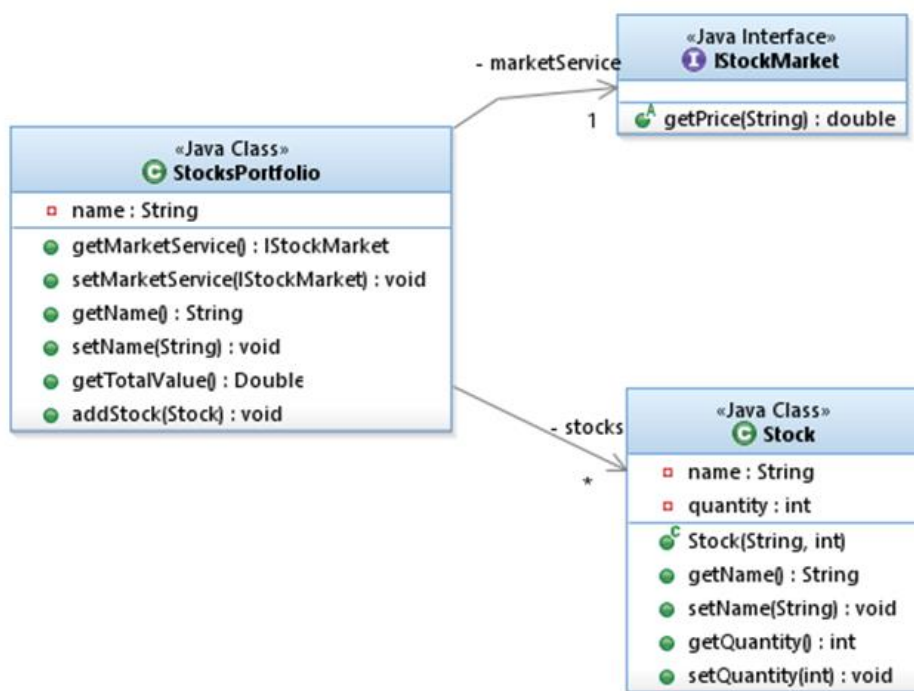 «Java Interface»
I IStockMarket
- marketService
1
A getPrice(String) : double
«Java Class»
C StocksPortfolio
name : String
getMarketService() : IStockMarket
setMarketService(IStockMarket) : void
getName() : String
setName(String) : void
getTotalValue() : Double
addStock(Stock) : void
- stocks
*
«Java Class»
C Stock
name : String
quantity : int
C Stock(String, int)
getName() : String
setName(String) : void
getQuantity() : int
setQuantity(int) : void